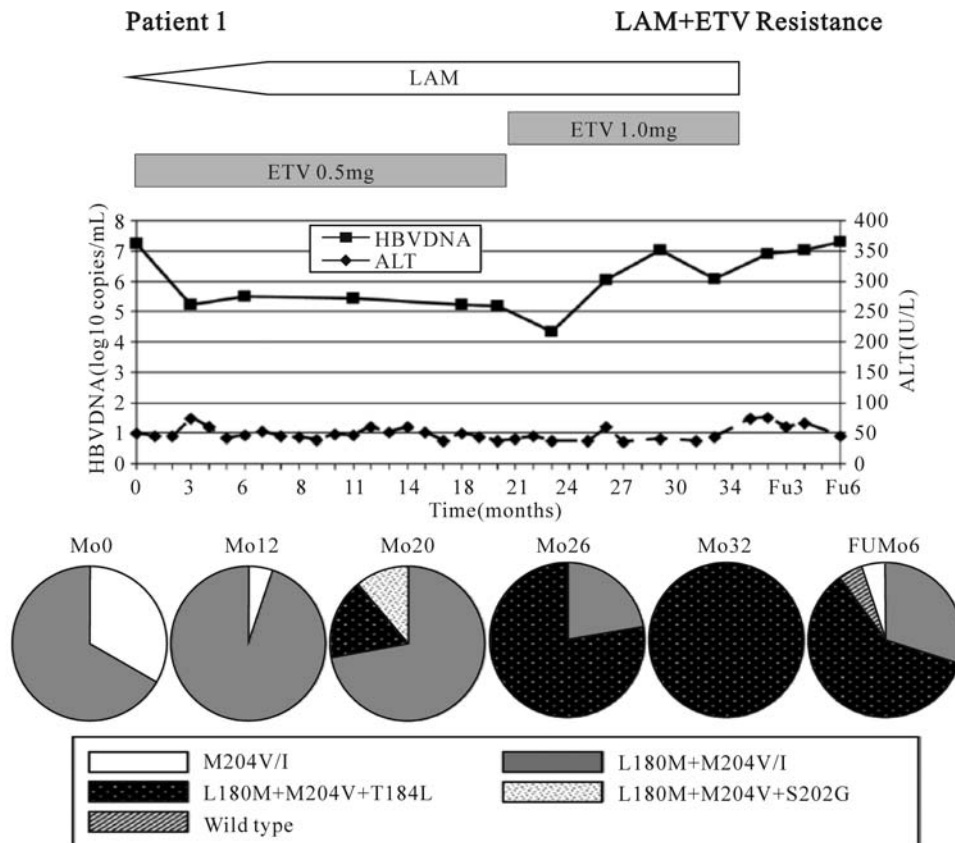 Patient 1 LAM+ETV Resistance
LAM
ETV 1.0mg
ETV 0.5mg
HBVDNA(log10 copies/mL)
8
7
6
5
4
3
2
1
0
HBVDNA
ALT
400
350
300
250
200
150
100
50
0
ALT(IU/L)
0 3 6 8 11 14 18 21 24 27 30 34 Fu3 Fu6
Time(months)
Mo0 Mo12 Mo20 Mo26 Mo32 FUMo6
M204V/I L180M+M204V/I
L180M+M204V+T184L L180M+M204V+S202G
Wild type